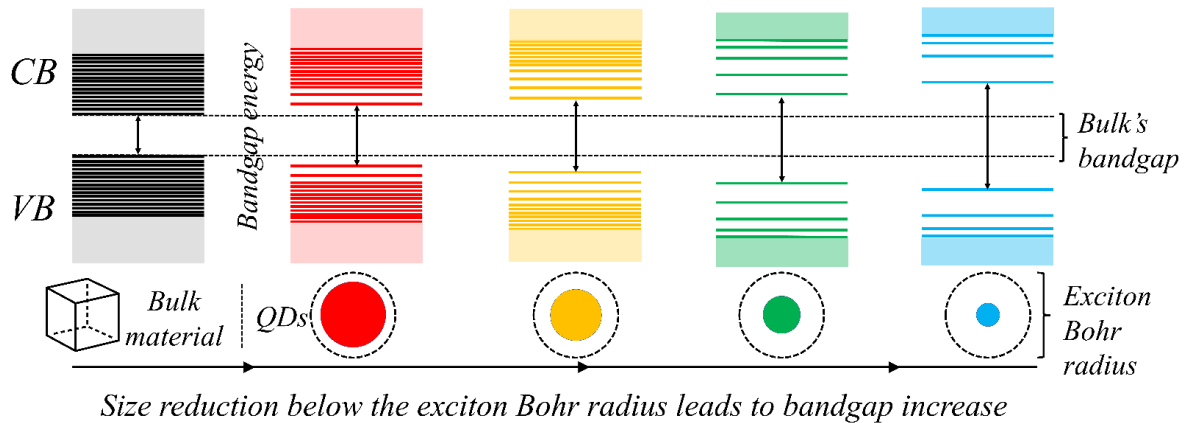 CB
VB
Bandgap energy
Bulk's
bandgap
Bulk
material
QDs
Exciton
Bohr
radius
Size reduction below the exciton Bohr radius leads to bandgap increase